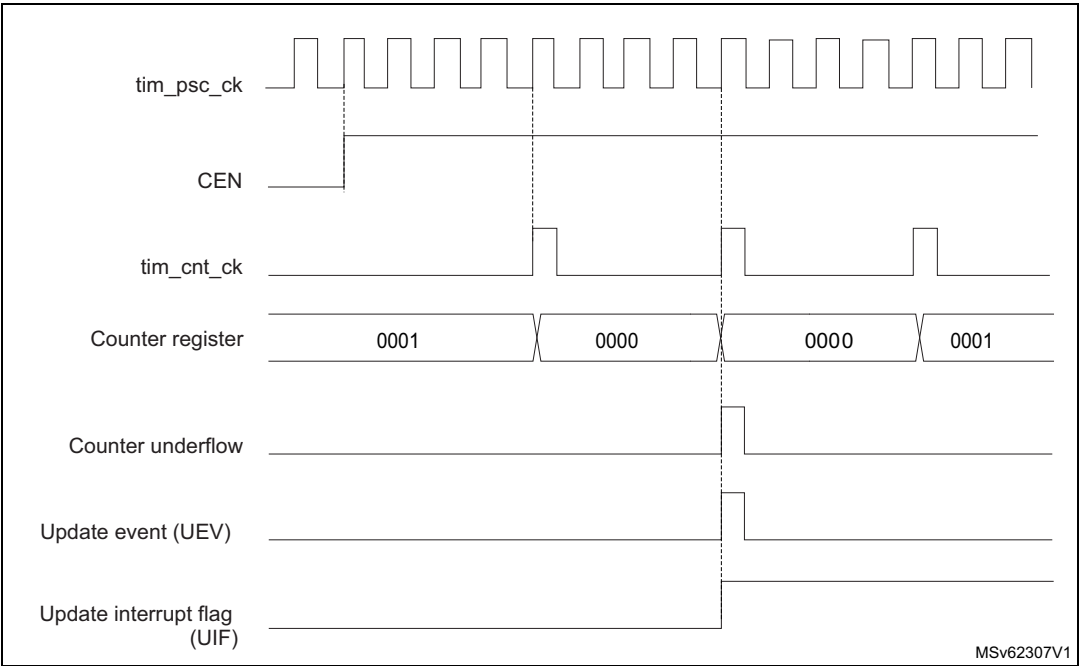 tim_psc_ck
CEN
tim_cnt_ck
Counter register
0001
0000
0000
0001
Counter underflow
Update event (UEV)
Update interrupt flag
(UIF)
MSv62307V1